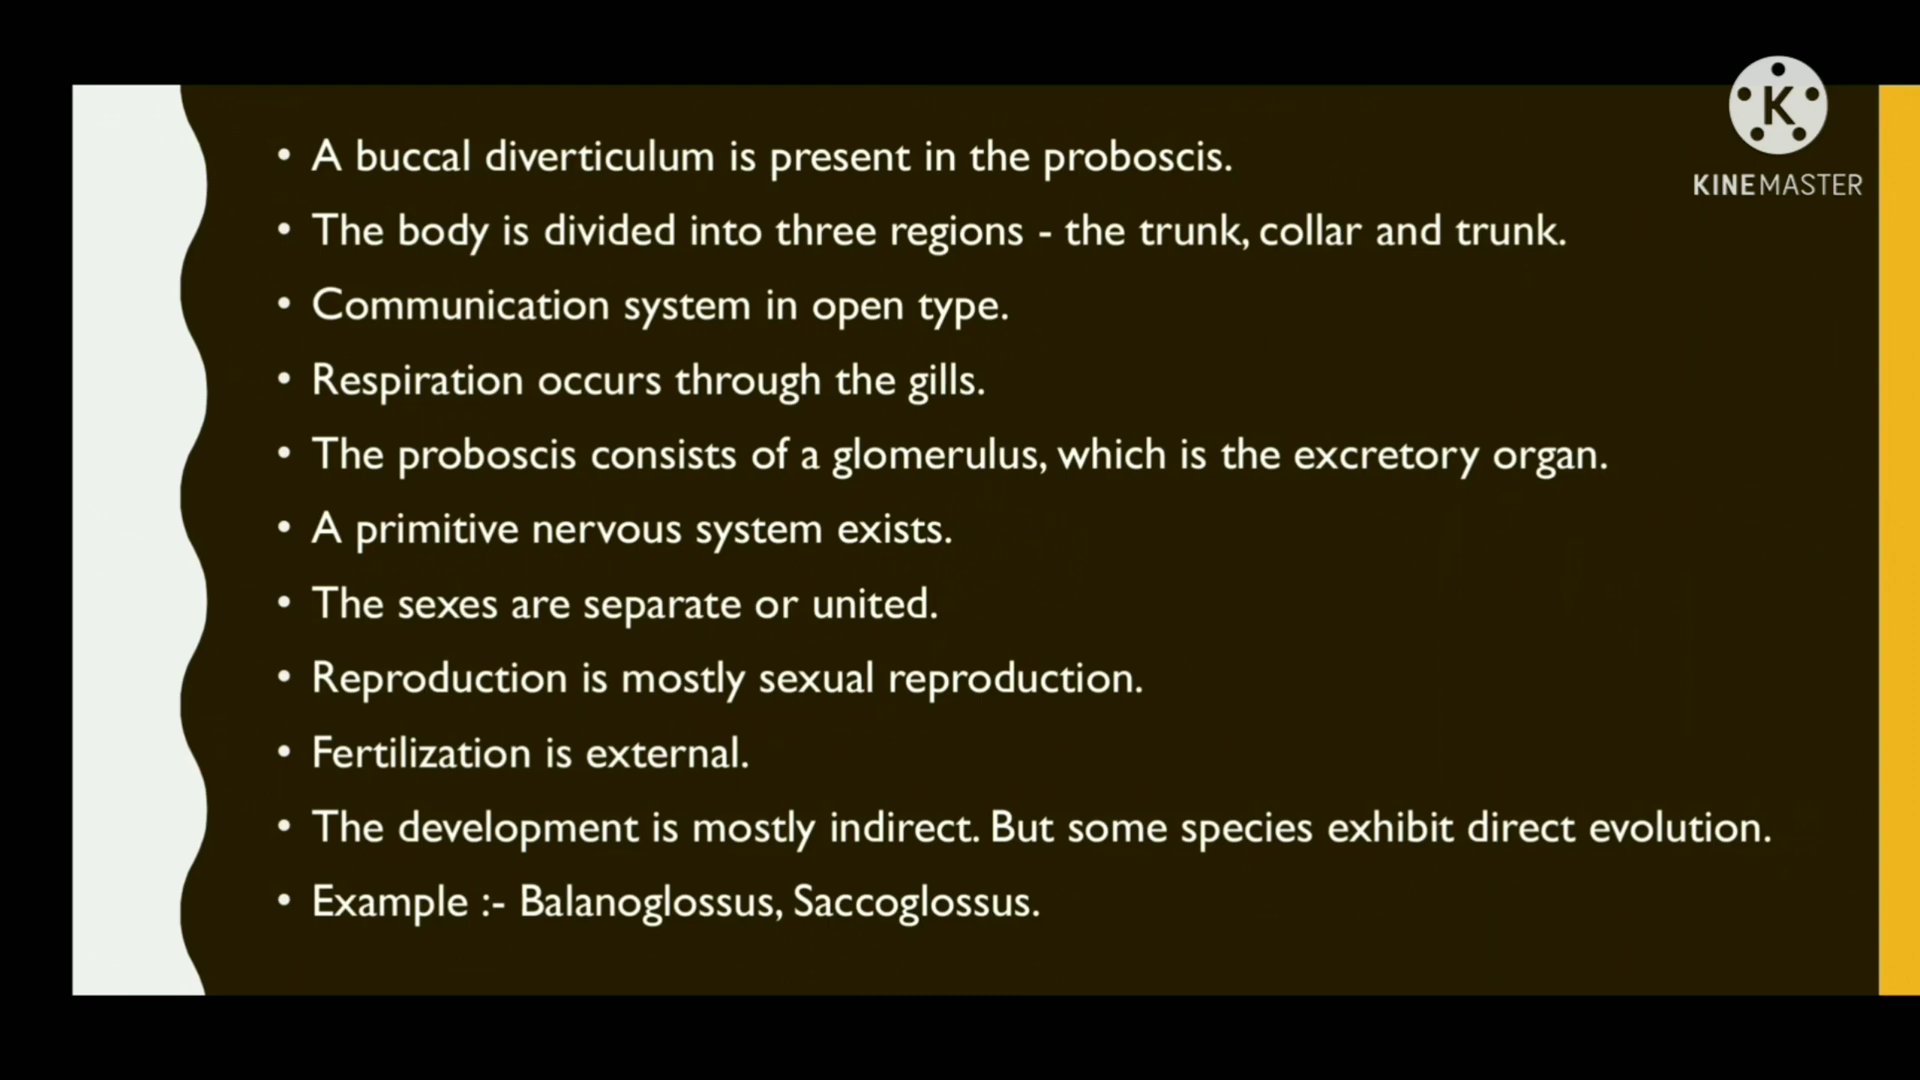 K
KINEMASTER
• A buccal diverticulum is present in the proboscis.
• The body is divided into three regions - the trunk, collar and trunk.
• Communication system in open type.
• Respiration occurs through the gills.
• The proboscis consists of a glomerulus, which is the excretory organ.
• A primitive nervous system exists.
• The sexes are separate or united.
• Reproduction is mostly sexual reproduction.
• Fertilization is external.
• The development is mostly indirect. But some species exhibit direct evolution.
• Example :- Balanoglossus, Saccoglossus.